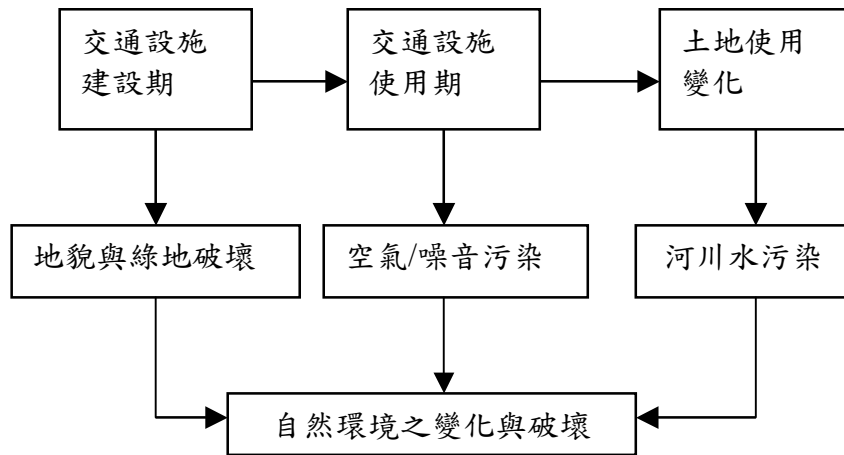 交通設施
建設期
交通設施
使用期
土地使用
變化
地貌與綠地破壞
空氣/噪音污染
河川水污染
自然環境之變化與破壞